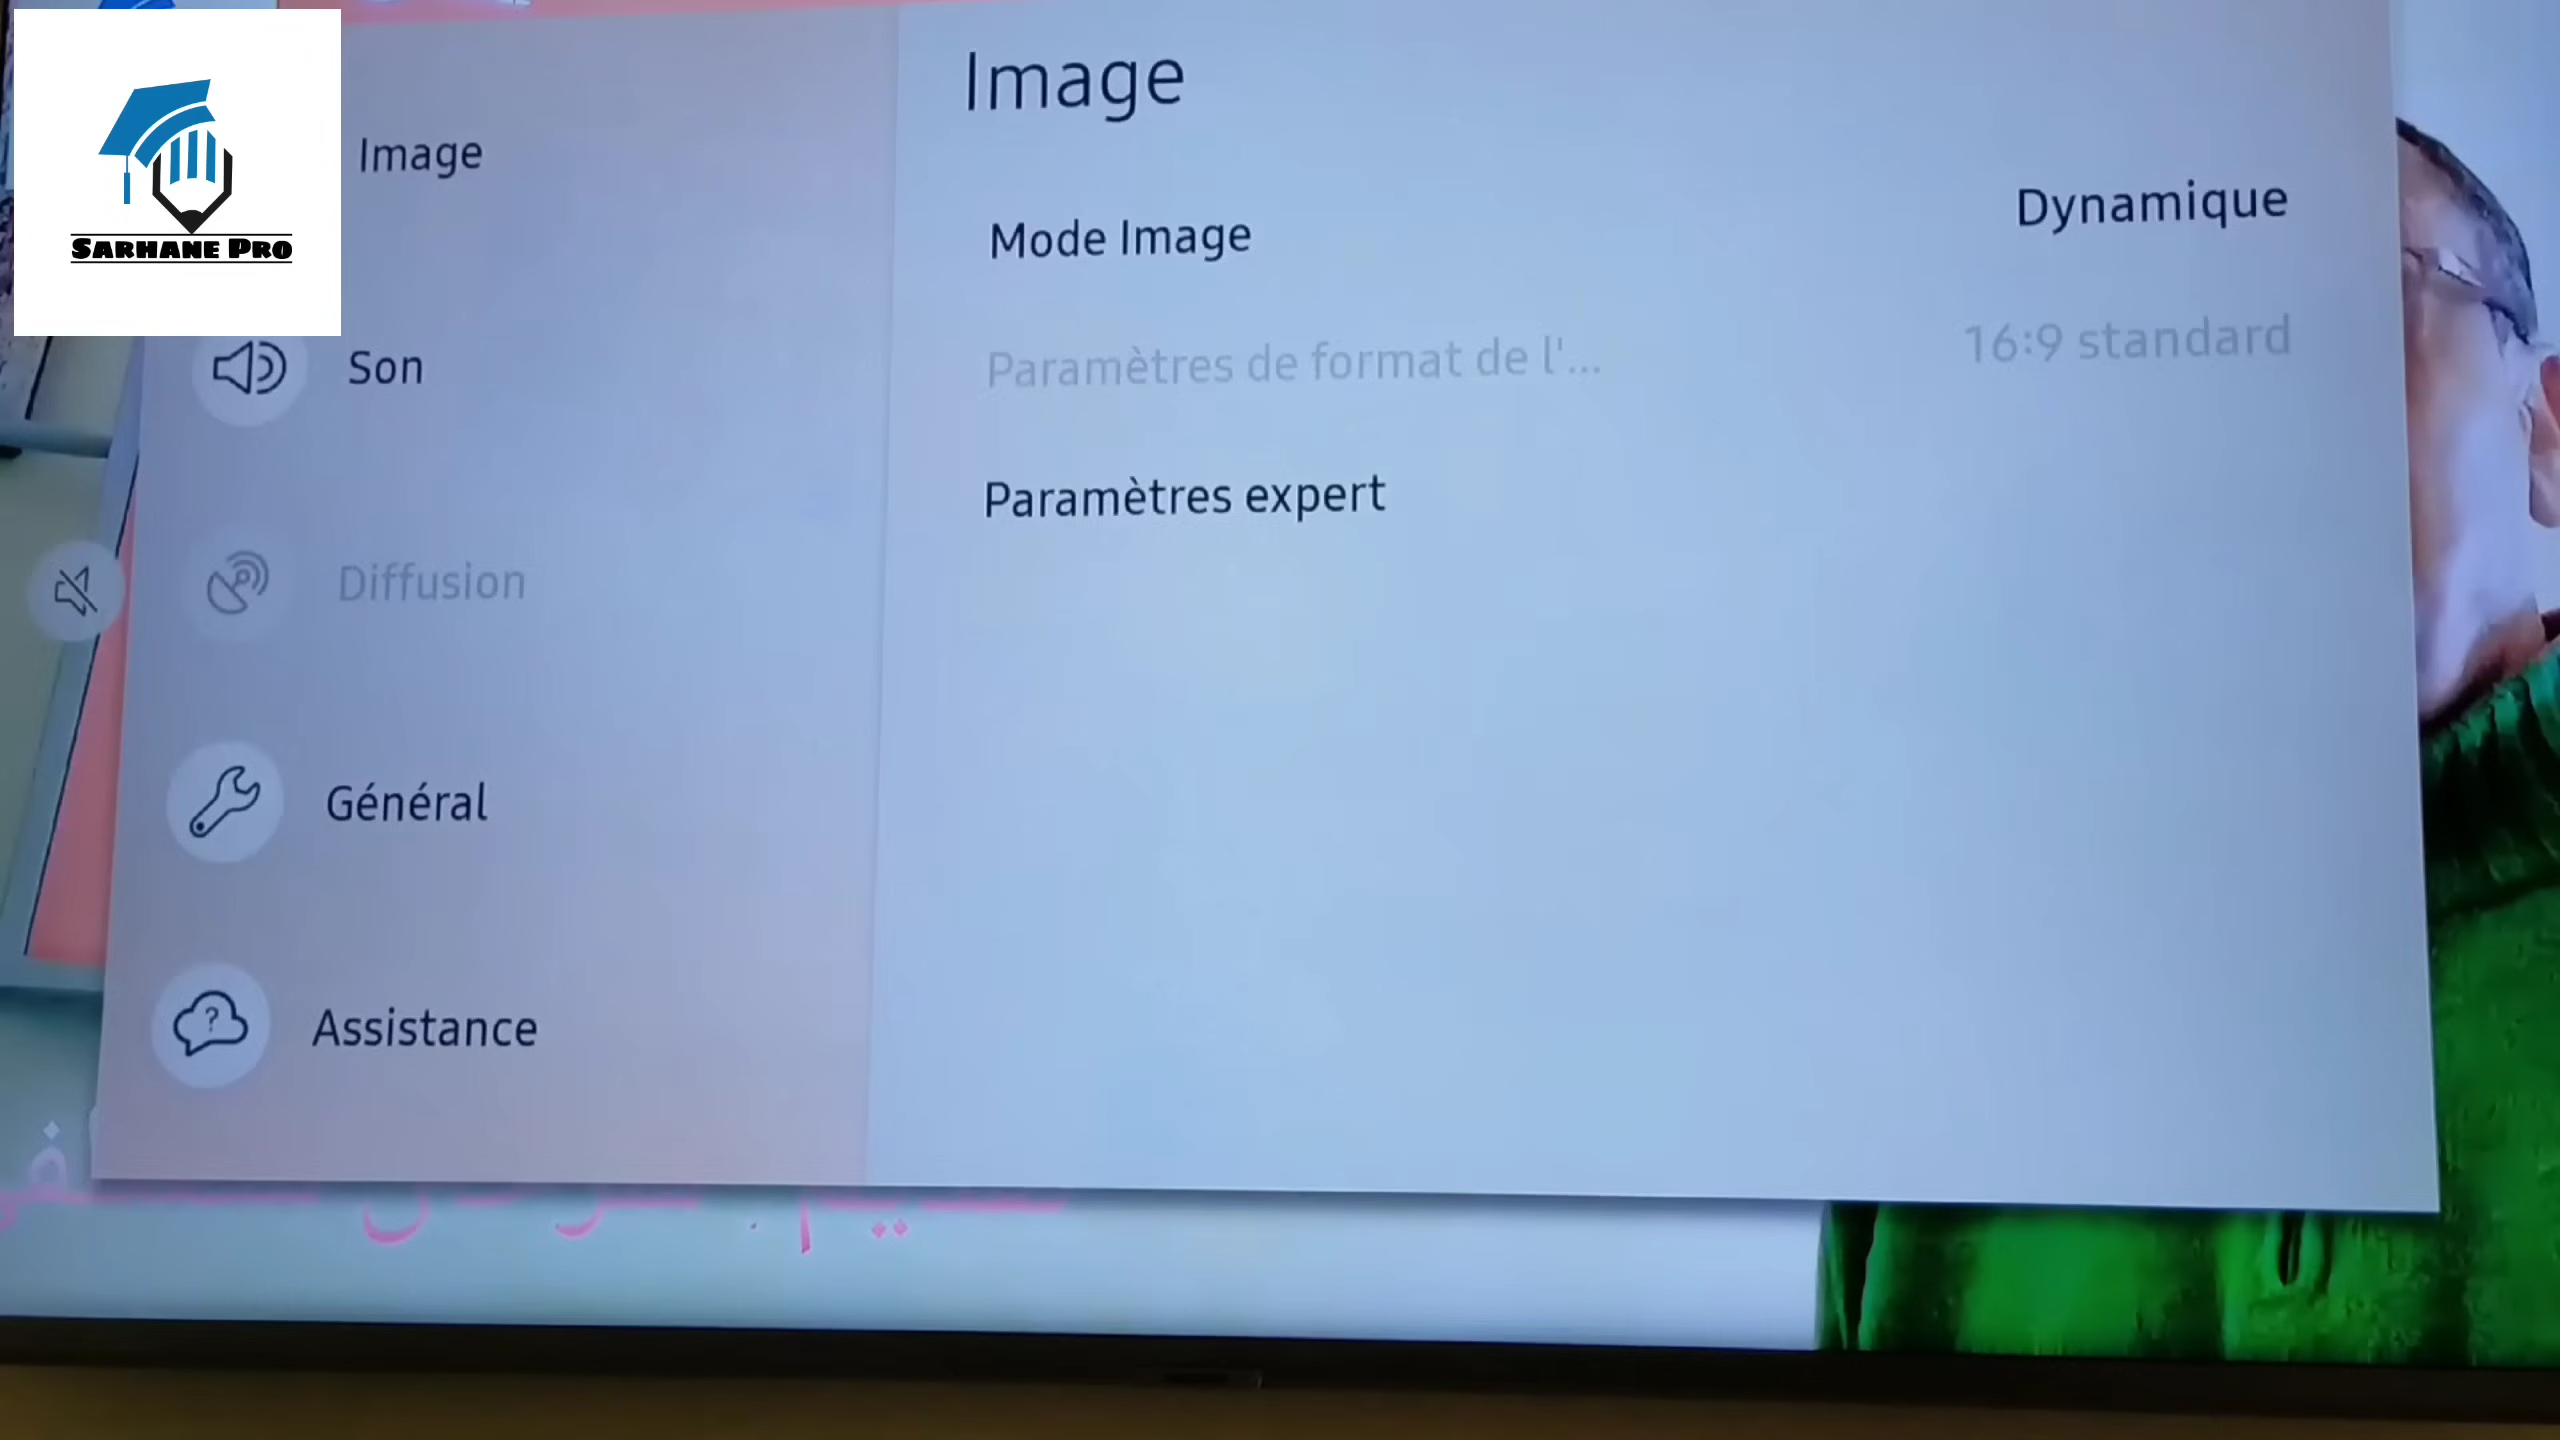 SARHANE PRO
Image
Son
Diffusion
Général
Assistance
Image
Mode Image Dynamique
Paramètres de format de l'... 16:9 standard
Paramètres expert